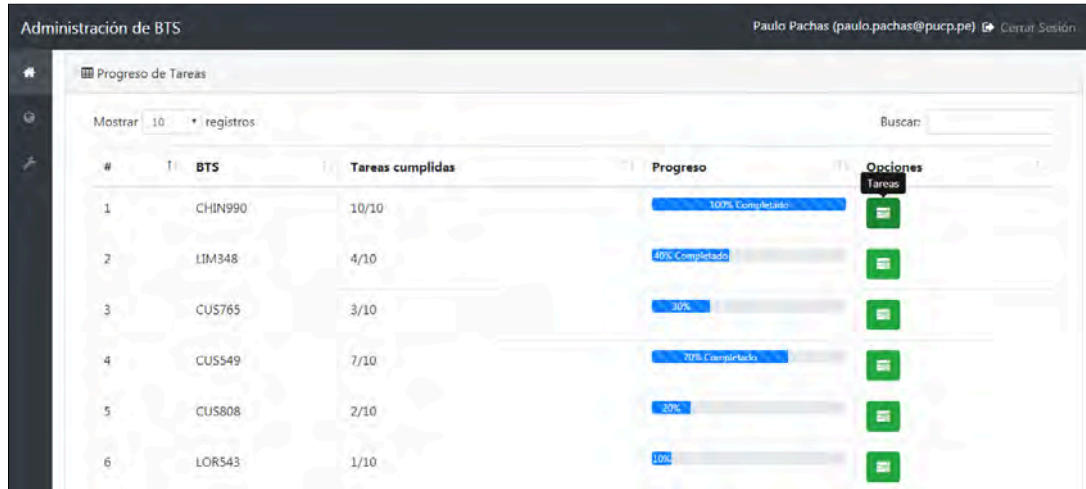 Administración de BTS
Paulo Pachas (paulo.pachas@pucp.pe) Cerrar Sesión
Progreso de Tareas
Mostrar 10 registros
Buscar:
# BTS Tareas cumplidas Progreso Opciones
Tareas
1 CHIN990 10/10 100% Completado
2 LIM348 4/10 40% Completado
3 CUS765 3/10 30%
4 CUS549 7/10 70% Completado
5 CUS808 2/10 20%
6 LOR543 1/10 10%